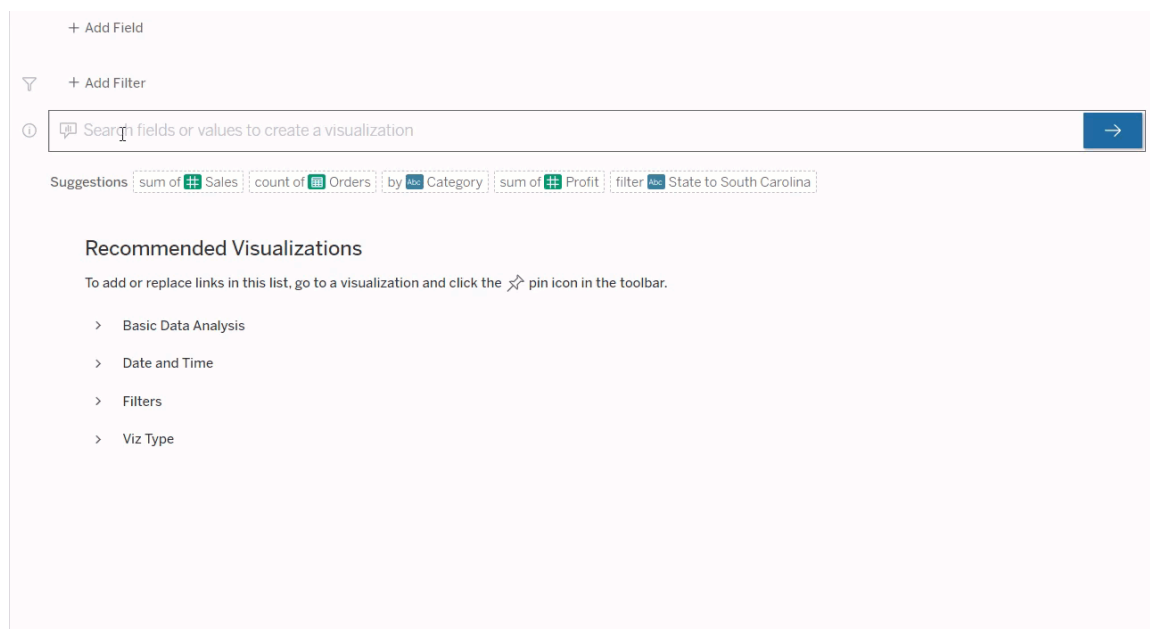 + Add Field
+ Add Filter
Search fields or values to create a visualization
Suggestions sum of Sales count of Orders by Abc Category sum of Profit filter Abc State to South Carolina
Recommended Visualizations
To add or replace links in this list, go to a visualization and click the pin icon in the toolbar.
> Basic Data Analysis
> Date and Time
> Filters
> Viz Type